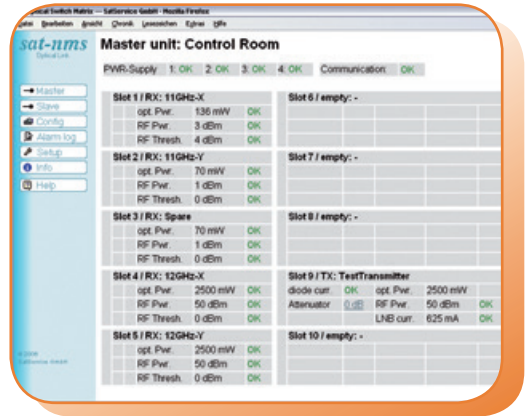 Optical Switch Matrix -- SatService GmbH - Mozilla Firefox
Datei Bearbeiten Ansicht Chronik Lesezeichen Extras Hilfe
sat-nms
Optical Link
Master unit: Control Room
PWR-Supply 1: OK 2: OK 3: OK 4: OK Communication: OK
Master
Slave
Config
Alarm log
Setup
Info
Help
Slot 1 / RX: 11GHz-X
opt. Pwr. 136 mW OK
RF Pwr. 3 dBm OK
RF Thresh. 4 dBm OK
Slot 2 / RX: 11GHz-Y
opt. Pwr. 70 mW OK
RF Pwr. 1 dBm OK
RF Thresh. 0 dBm OK
Slot 3 / RX: Spare
opt. Pwr. 70 mW OK
RF Pwr. 1 dBm OK
RF Thresh. 0 dBm OK
Slot 4 / RX: 12GHz-X
opt. Pwr. 2500 mW OK
RF Pwr. 50 dBm OK
RF Thresh. 0 dBm OK
Slot 5 / RX: 12GHz-Y
opt. Pwr. 2500 mW OK
RF Pwr. 50 dBm OK
RF Thresh. 0 dBm OK
Slot 6 / empty: -
Slot 7 / empty: -
Slot 8 / empty: -
Slot 9 / TX: TestTransmitter
diode curr. OK opt. Pwr. 2500 mW
Attenuator 0 dB RF Pwr. 50 dBm OK
LNB curr. 625 mA OK
Slot 10 / empty: -
SatService GmbH